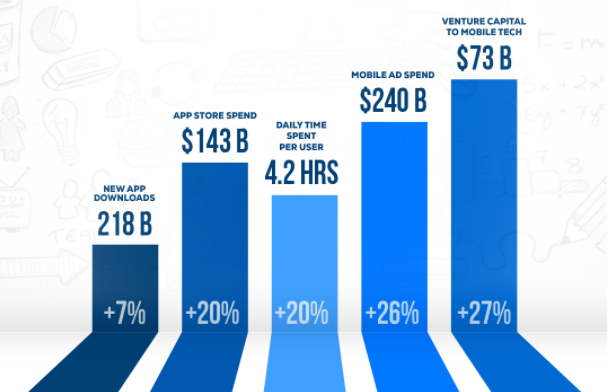 NEW APP
DOWNLOADS
218 B
+7%
APP STORE SPEND
$143 B
+20%
DAILY TIME
SPENT
PER USER
4.2 HRS
+20%
MOBILE AD SPEND
$240 B
+26%
VENTURE CAPITAL
TO MOBILE TECH
$73 B
+27%